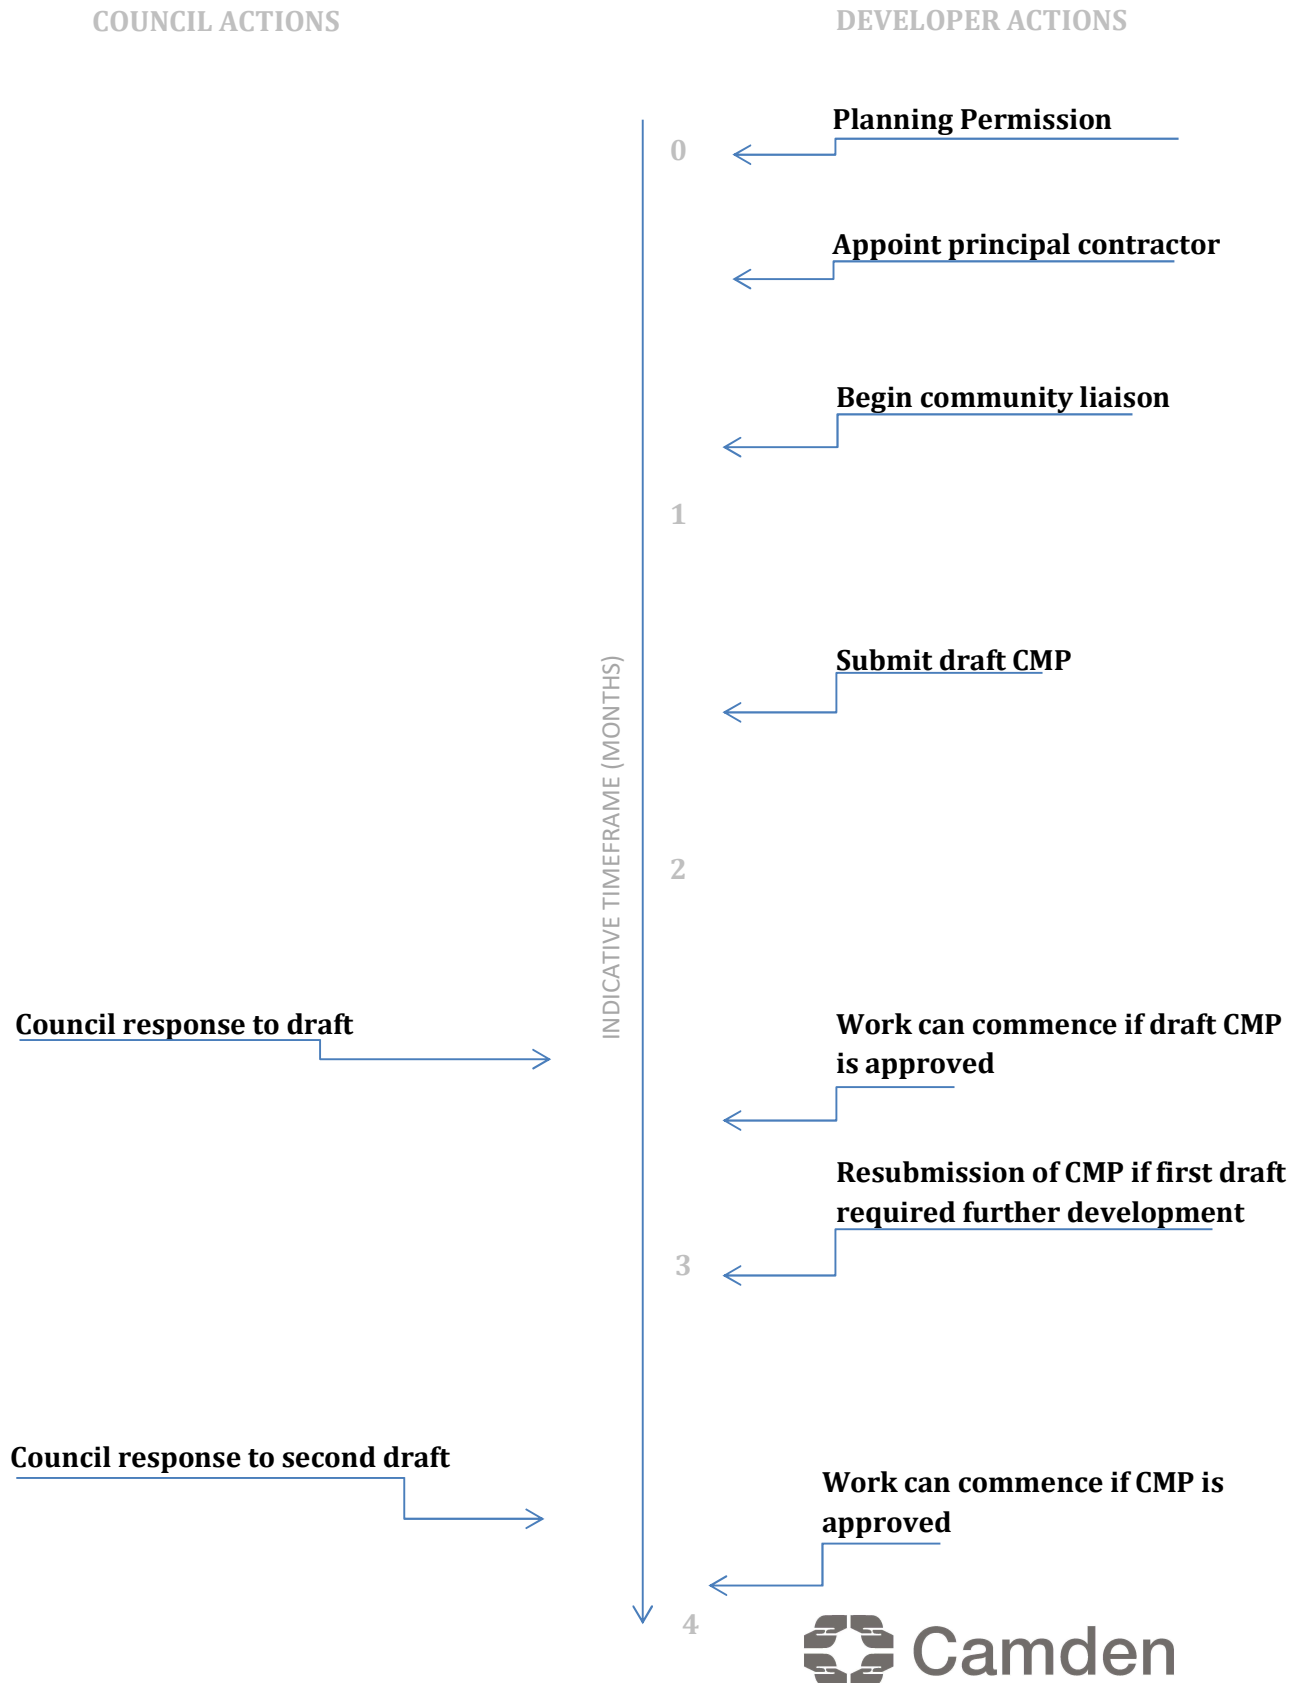 COUNCIL ACTIONS
DEVELOPER ACTIONS
Planning Permission
0
Appoint principal contractor
Begin community liaison
1
Submit draft CMP
INDICATIVE TIMEFRAME (MONTHS)
2
Council response to draft
Work can commence if draft CMP
is approved
Resubmission of CMP if first draft
required further development
3
Council response to second draft
Work can commence if CMP is
approved
4
Camden